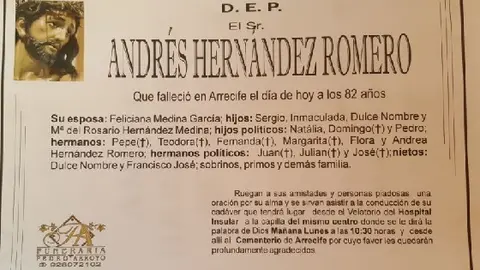 D. E. P.
El Sr.
ANDRÉS HERNÁNDEZ ROMERO
Que falleció en Arrecife el día de hoy a los 82 años
Su esposa: Feliciana Medina García; hijos: Sergio, Inmaculada, Dulce Nombre y
Mª del Rosario Hernández Medina; hijos políticos: Natália, Domingo(†) y Pedro;
hermanos: Pepe(†), Teodora(†), Fernanda(†), Margarita(†), Flora y Andrea
Hernández Romero; hermanos políticos: Juan(†), Julian(†) y José(†);nietos:
Dulce Nombre y Francisco José; sobrinos, primos y demás familia.
Ruegan a sus amistades y personas piadosas una
oración por su alma y se sirvan asistir a la conducción de su
cadáver que tendrá lugar desde el Velatorio del Hospital
Insular a la capilla del mismo centro donde se le dirá la
palabra de Dios Mañana Lunes a las 10:30 horas y desde
allí al Cementerio de Arrecife por cuyo favor les quedarán
profundamente agradecidos.
FUNERARIA
PEDRO ARROYO
928072102